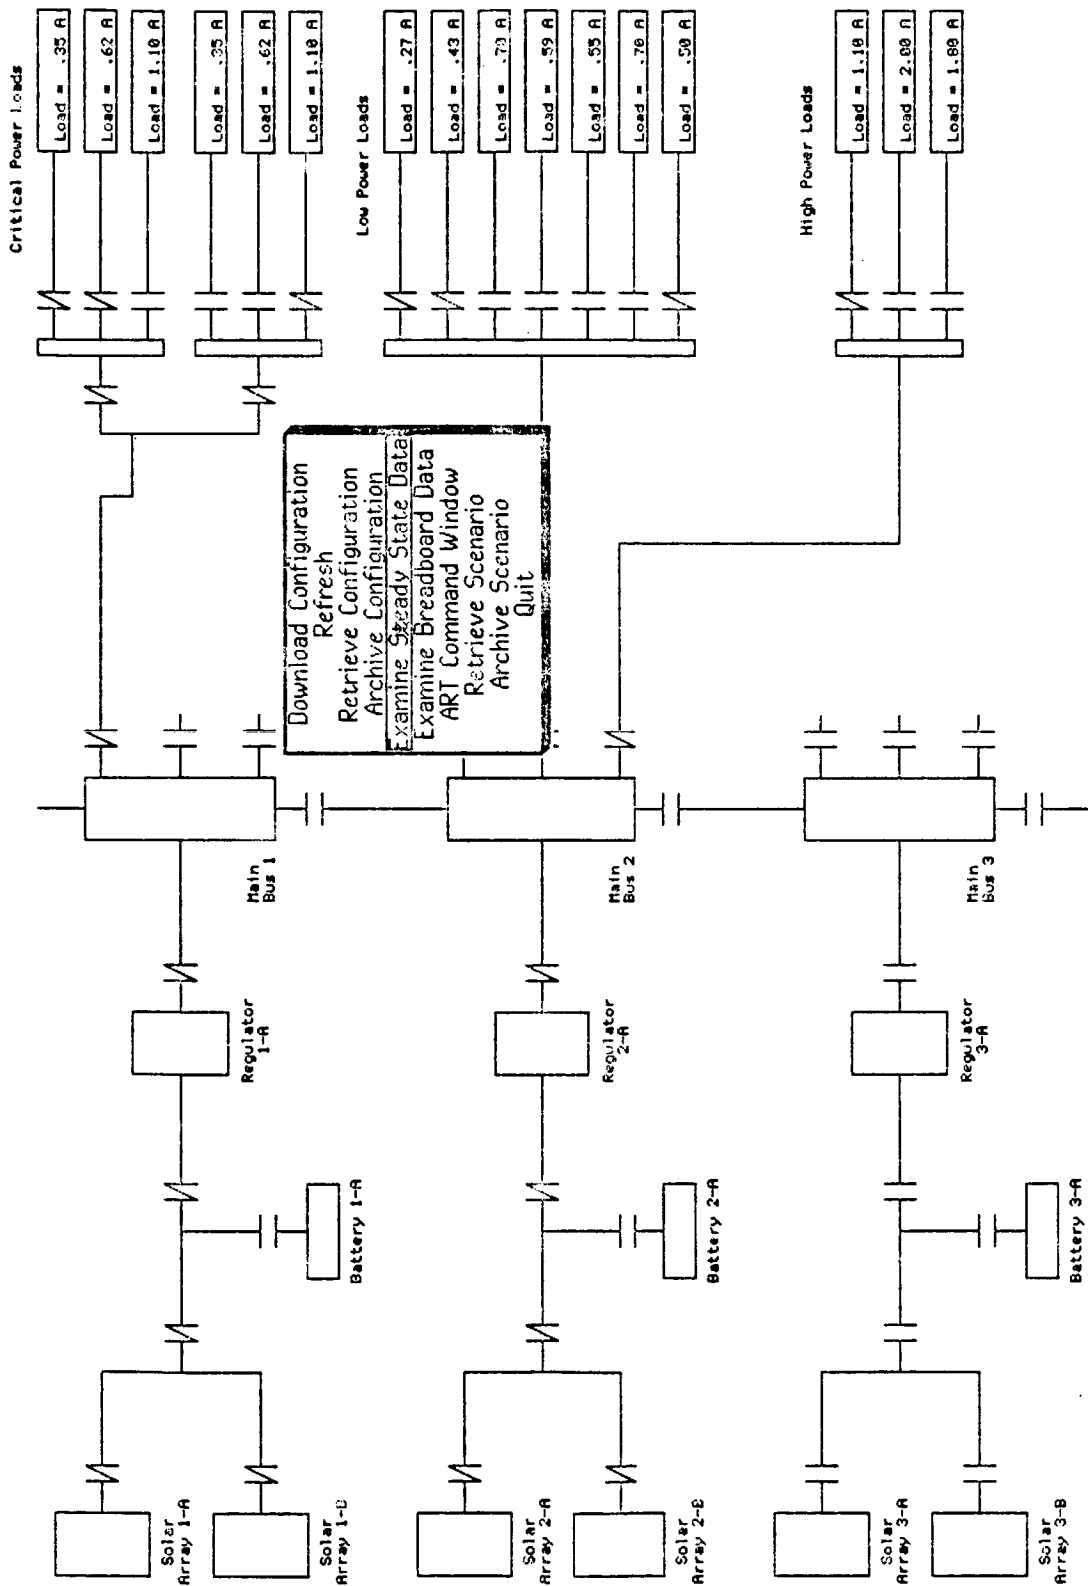 Critical Power Loads
Load = .35 A
Load = .62 A
Load = 1.10 A
Load = .35 A
Load = .62 A
Load = 1.10 A
Low Power Loads
Load = .27 A
Load = .43 A
Load = .59 A
Load = .55 A
Load = .70 A
Load = .50 A
High Power Loads
Load = 1.10 A
Load = 2.00 A
Load = 1.80 A
Download Configuration
Refresh
Retrieve Configuration
Archive Configuration
Examine Steady State Data
Examine Breadboard Data
ART Command Window
Retrieve Scenario
Archive Scenario
Quit
Main
Bus 1
Main
Bus 2
Main
Bus 3
Regulator
1-A
Regulator
2-A
Regulator
3-A
Battery 1-A
Battery 2-A
Battery 3-A
Solar
Array 1-A
Solar
Array 1-B
Solar
Array 2-A
Solar
Array 2-B
Solar
Array 3-A
Solar
Array 3-B